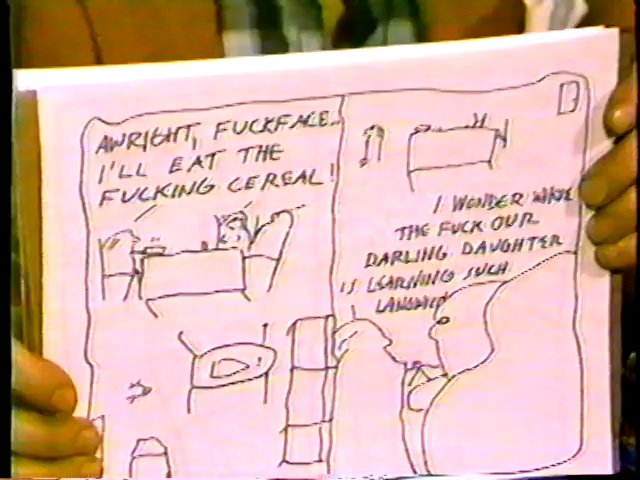 AWRIGHT, FUCKFACE..
I'LL EAT THE
FUCKING CEREAL!
I WONDER WHERE
THE FUCK OUR
DARLING DAUGHTER
IS LEARNING SUCH